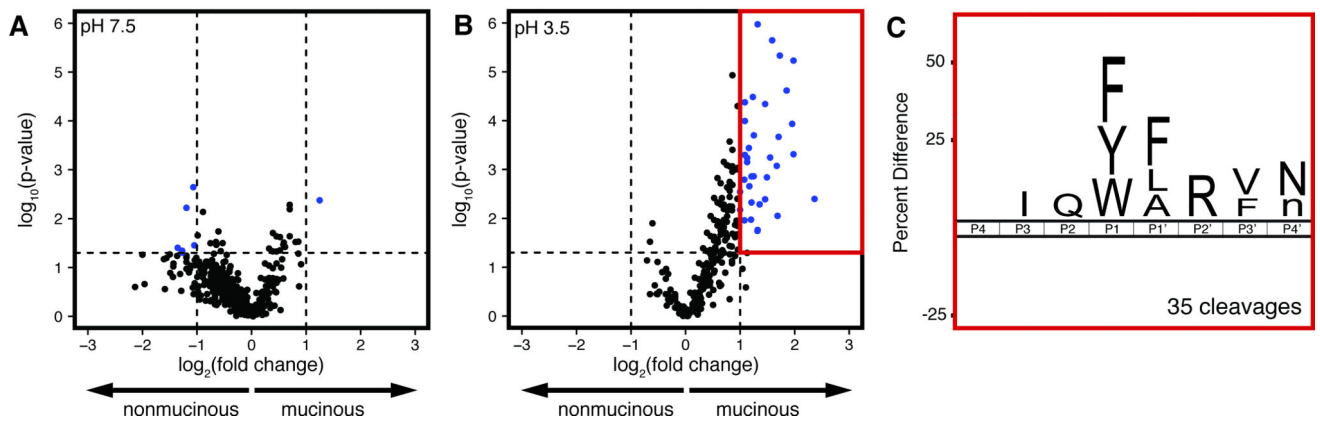 A
pH 7.5
log10(p-value)
6
5
4
3
2
1
0
−3 −2 −1 0 1 2 3
log2(fold change)
nonmucinous mucinous
B
pH 3.5
log10(p-value)
6
5
4
3
2
1
0
−3 −2 −1 0 1 2 3
log2(fold change)
nonmucinous mucinous
C
Percent Difference
50
25
-25
F
Y F
W L R V N
I Q A F n
P4 P3 P2 P1 P1' P2' P3' P4'
35 cleavages